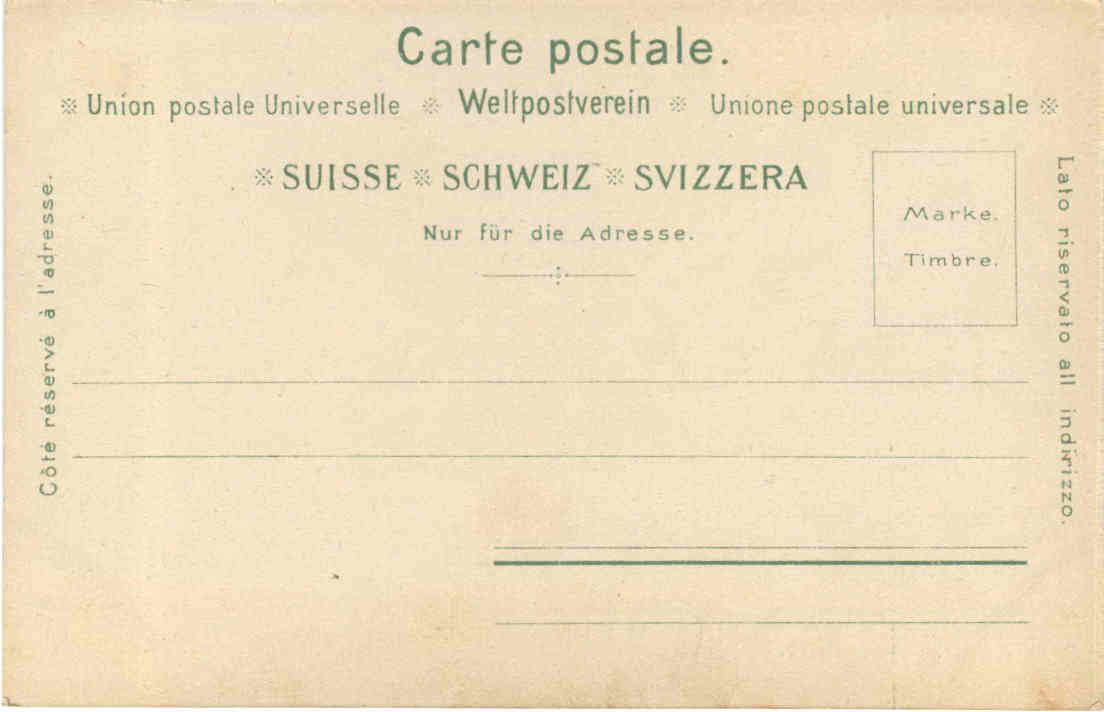 Carte postale.
※ Union postale Universelle ※ Weltpostverein ※ Unione postale universale ※
※ SUISSE ※ SCHWEIZ ※ SVIZZERA
Nur für die Adresse.
Marke.
Timbre.
Côté réservé à l'adresse.
Lato riservato all indirizzo.